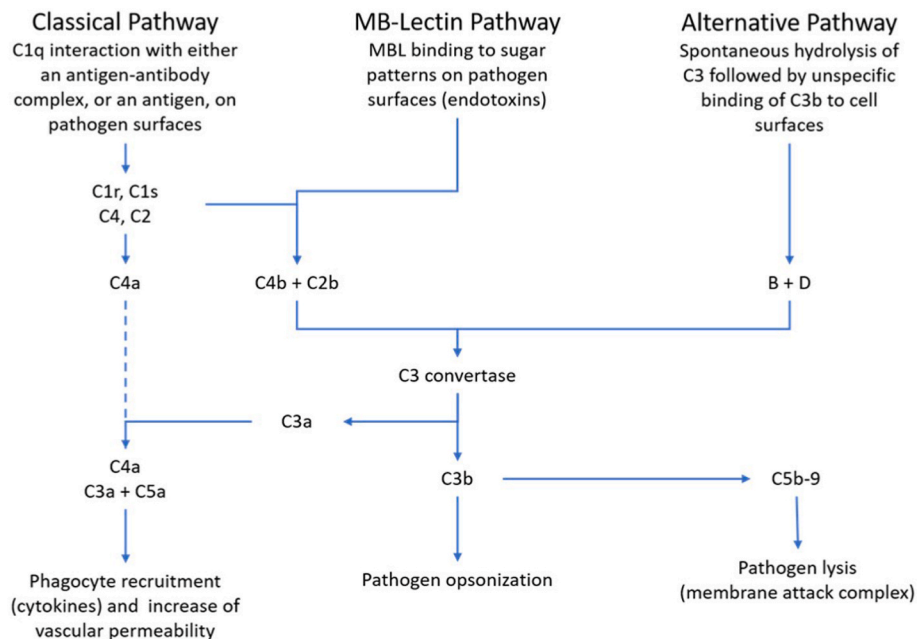 Classical Pathway
C1q interaction with either
an antigen-antibody
complex, or an antigen, on
pathogen surfaces
MB-Lectin Pathway
MBL binding to sugar
patterns on pathogen
surfaces (endotoxins)
Alternative Pathway
Spontaneous hydrolysis of
C3 followed by unspecific
binding of C3b to cell
surfaces
C1r, C1s
C4, C2
C4a
C4b + C2b
B + D
C3 convertase
C3a
C4a
C3a + C5a
C3b
C5b-9
Phagocyte recruitment
(cytokines) and increase of
vascular permeability
Pathogen opsonization
Pathogen lysis
(membrane attack complex)